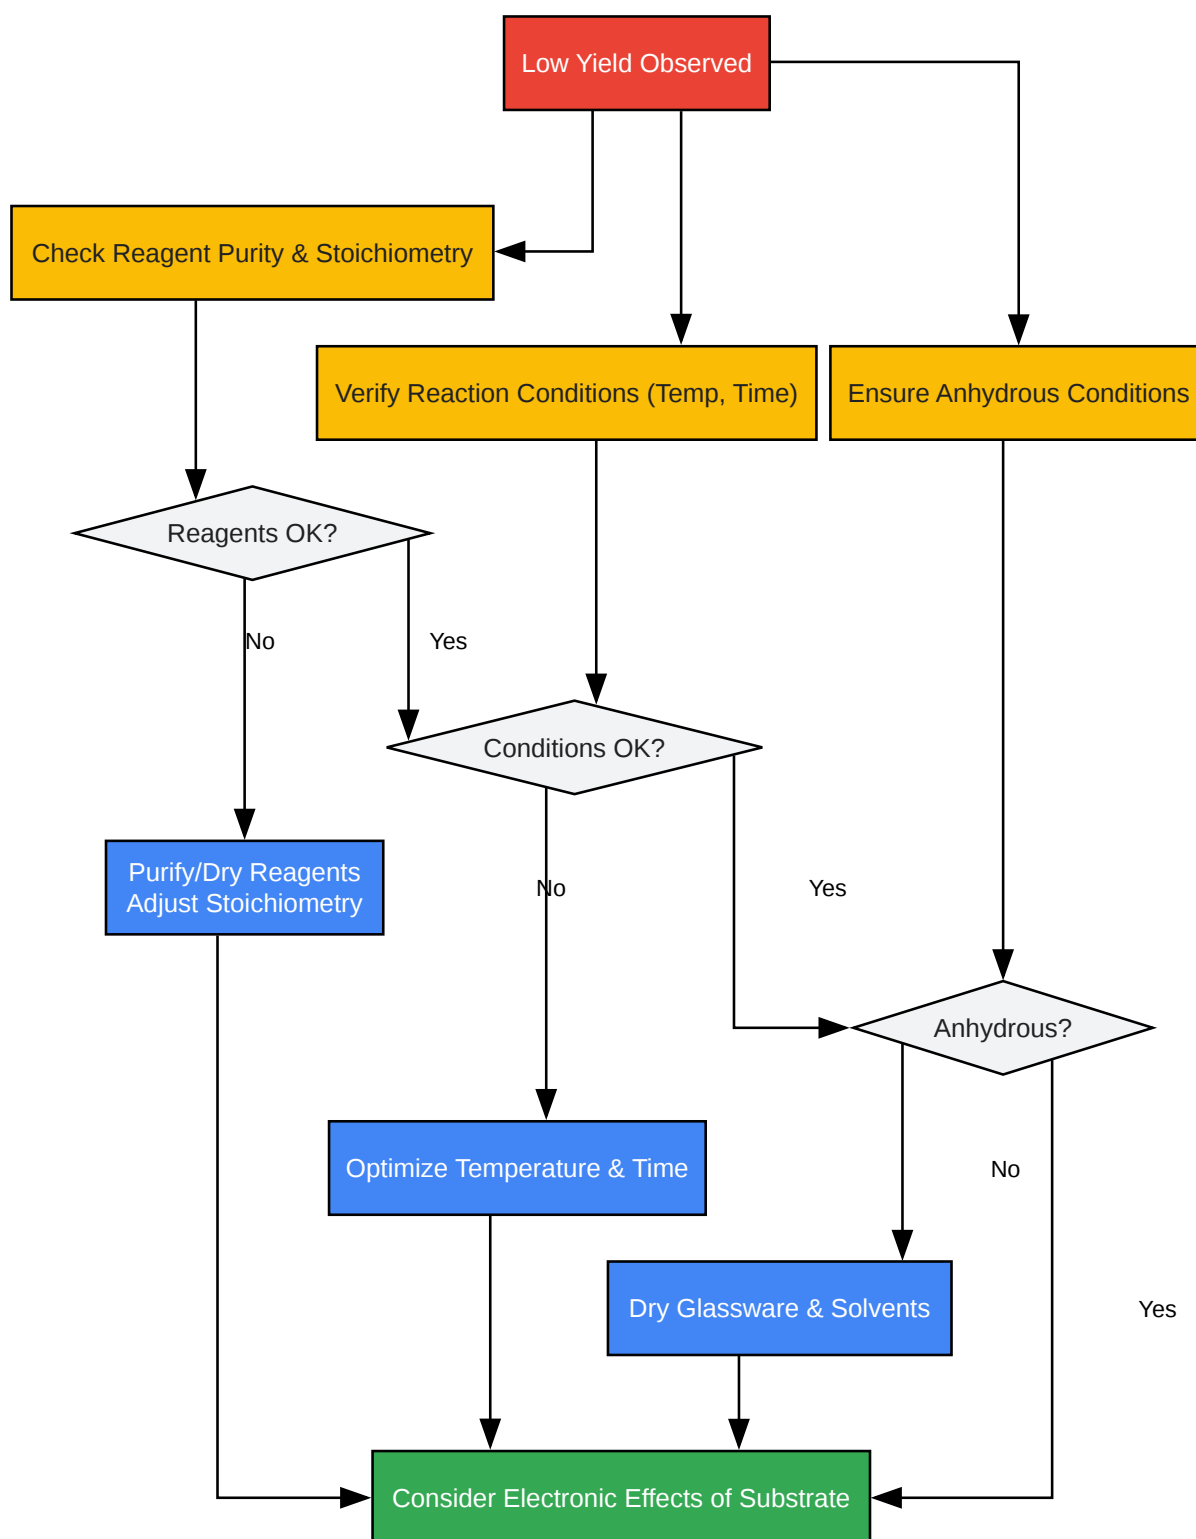 Low Yield Observed
Check Reagent Purity & Stoichiometry
Verify Reaction Conditions (Temp, Time)
Ensure Anhydrous Conditions
Reagents OK?
No
Yes
Conditions OK?
Purify/Dry Reagents
Adjust Stoichiometry
No
Yes
Anhydrous?
Optimize Temperature & Time
No
Dry Glassware & Solvents
Yes
Consider Electronic Effects of Substrate